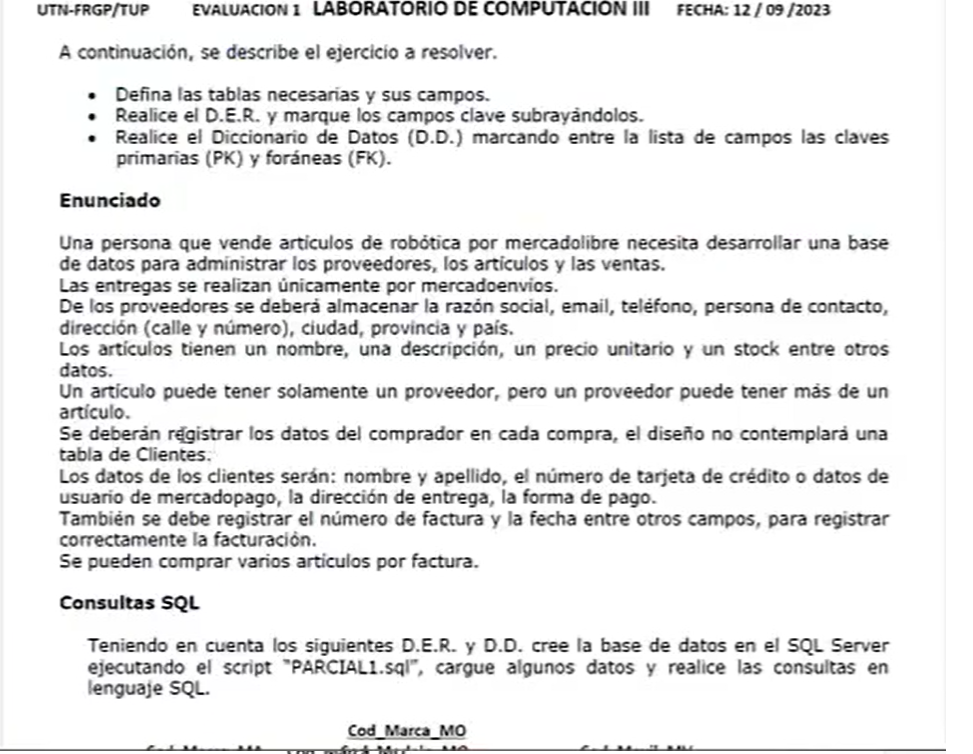 UTN-FRGP/TUP EVALUACION 1 LABORATORIO DE COMPUTACIÓN III FECHA: 12 / 09 /2023
A continuación, se describe el ejercicio a resolver.
• Defina las tablas necesarias y sus campos.
• Realice el D.E.R. y marque los campos clave subrayándolos.
• Realice el Diccionario de Datos (D.D.) marcando entre la lista de campos las claves
primarias (PK) y foráneas (FK).
Enunciado
Una persona que vende artículos de robótica por mercadolibre necesita desarrollar una base
de datos para administrar los proveedores, los artículos y las ventas.
Las entregas se realizan únicamente por mercadoenvíos.
De los proveedores se deberá almacenar la razón social, email, teléfono, persona de contacto,
dirección (calle y número), ciudad, provincia y país.
Los artículos tienen un nombre, una descripción, un precio unitario y un stock entre otros
datos.
Un artículo puede tener solamente un proveedor, pero un proveedor puede tener más de un
artículo.
Se deberán registrar los datos del comprador en cada compra, el diseño no contemplará una
tabla de Clientes.
Los datos de los clientes serán: nombre y apellido, el número de tarjeta de crédito o datos de
usuario de mercadopago, la dirección de entrega, la forma de pago.
También se debe registrar el número de factura y la fecha entre otros campos, para registrar
correctamente la facturación.
Se pueden comprar varios artículos por factura.
Consultas SQL
Teniendo en cuenta los siguientes D.E.R. y D.D. cree la base de datos en el SQL Server
ejecutando el script "PARCIAL1.sql", cargue algunos datos y realice las consultas en
lenguaje SQL.
Cod_Marca_MO